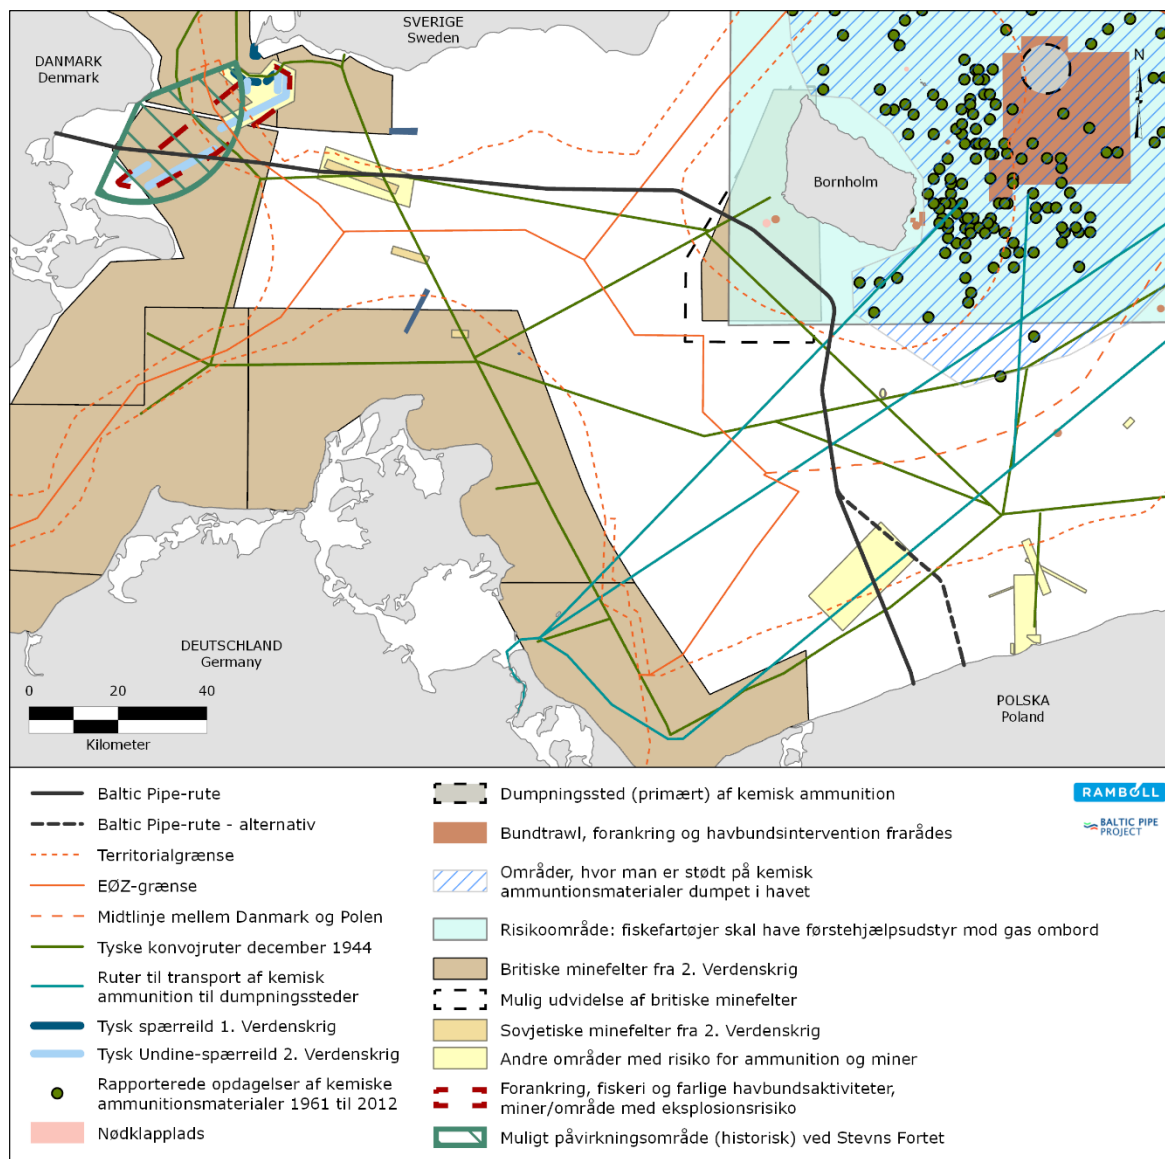 SVERIGE
Sweden
DANMARK
Denmark
N
Bornholm
DEUTSCHLAND
Germany
POLSKA
Poland
0 20 40
Kilometer
Baltic Pipe-rute
Baltic Pipe-rute - alternativ
Territorialgrænse
EØZ-grænse
Midtlinje mellem Danmark og Polen
Tyske konvojruter december 1944
Ruter til transport af kemisk
ammunition til dumpningssteder
Tysk spærreild 1. Verdenskrig
Tysk Undine-spærreild 2. Verdenskrig
Rapporterede opdagelser af kemiske
ammunitionsmaterialer 1961 til 2012
Nødklapplads
Dumpningssted (primært) af kemisk ammunition
Bundtrawl, forankring og havbundsintervention frarådes
Områder, hvor man er stødt på kemisk
ammuntionsmaterialer dumpet i havet
Risikoområde: fiskefartøjer skal have førstehjælpsudstyr mod gas ombord
Britiske minefelter fra 2. Verdenskrig
Mulig udvidelse af britiske minefelter
Sovjetiske minefelter fra 2. Verdenskrig
Andre områder med risiko for ammunition og miner
Forankring, fiskeri og farlige havbundsaktiviteter,
miner/område med eksplosionsrisiko
Muligt påvirkningsområde (historisk) ved Stevns Fortet
RAMBOLL
BALTIC PIPE
PROJECT